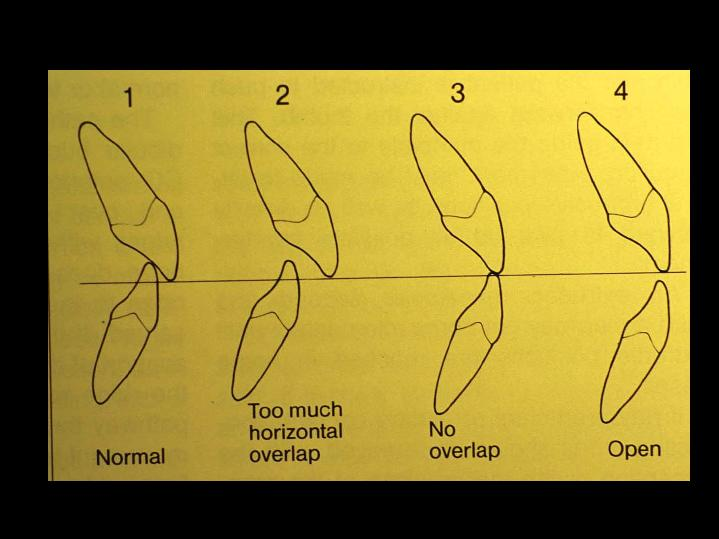 1 2 3 4
Normal
Too much
horizontal
overlap
No
overlap
Open